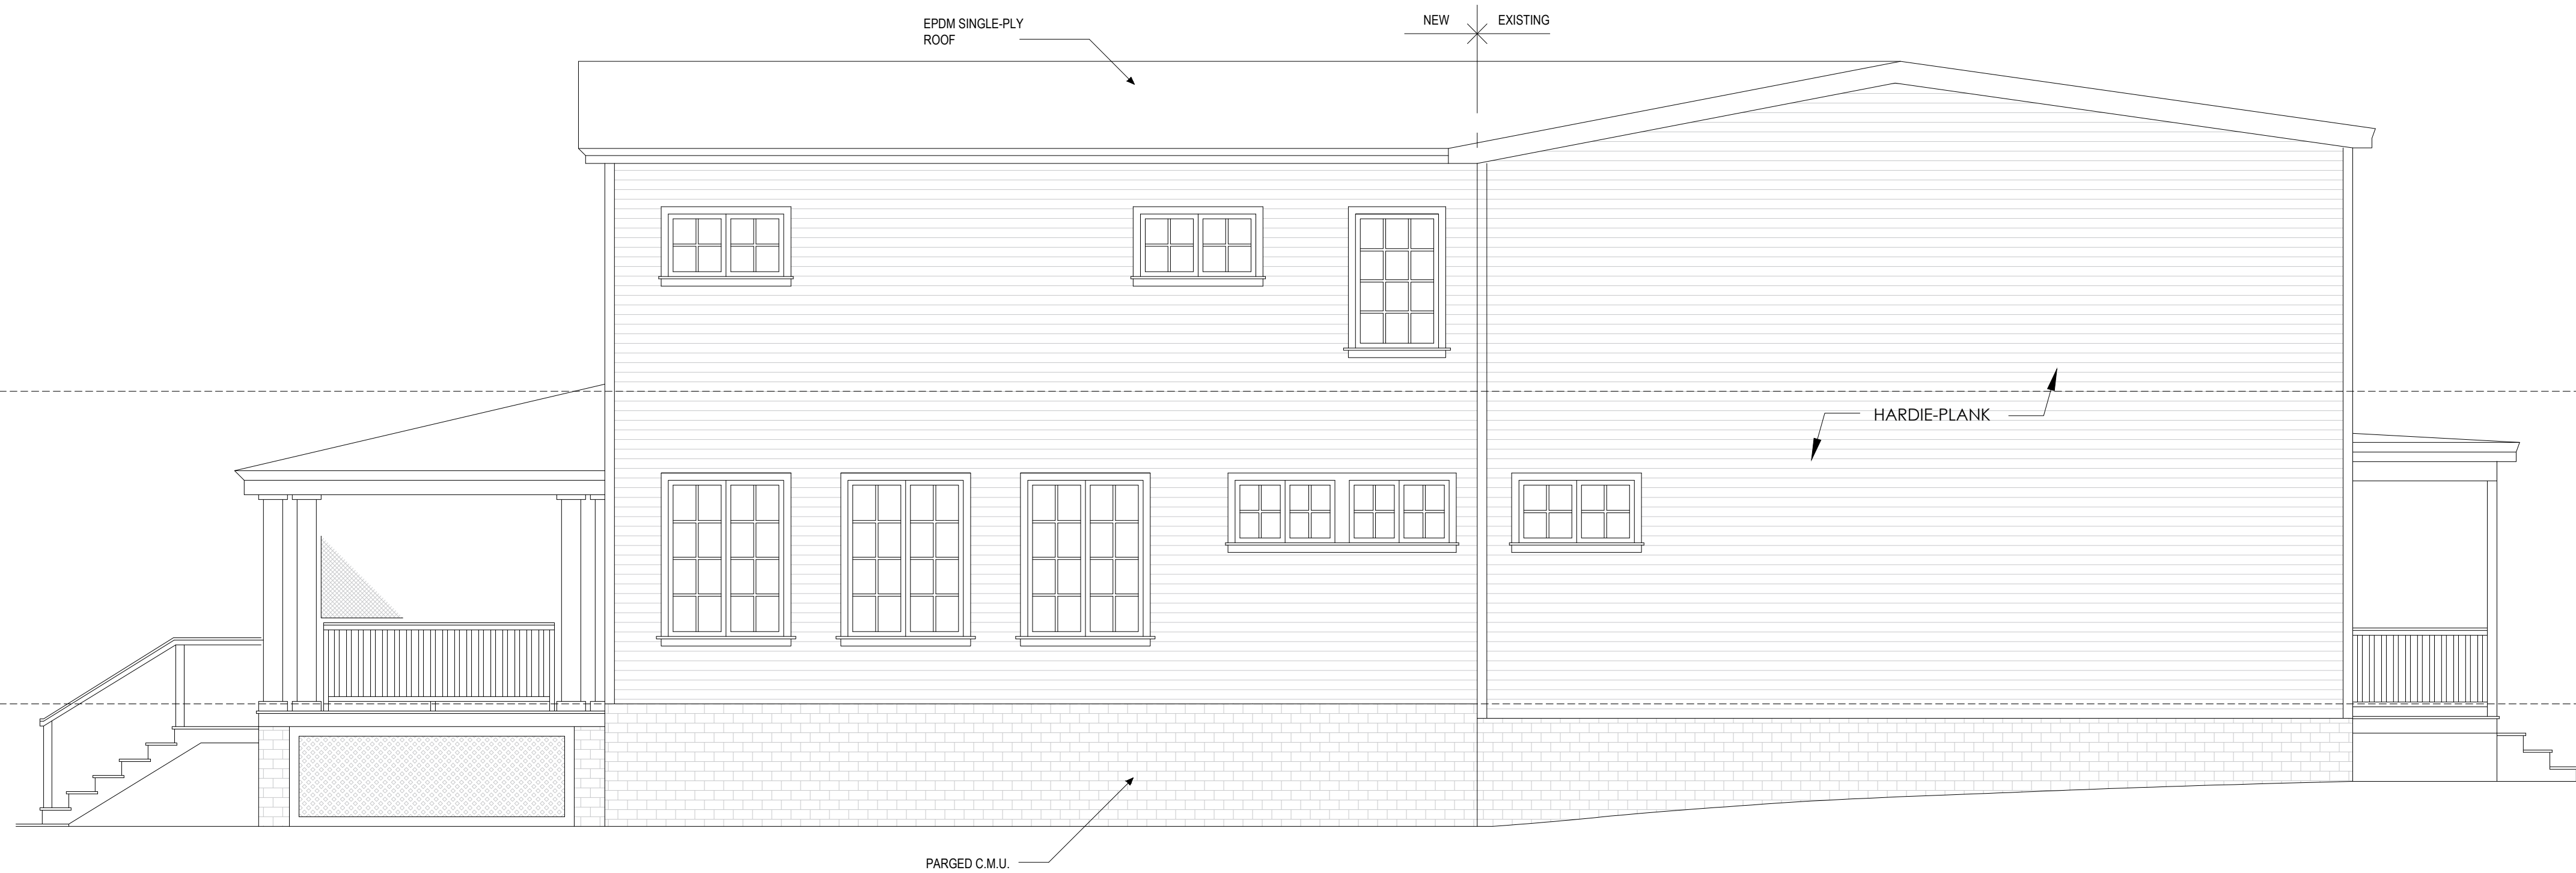 EPDM SINGLE-PLY
ROOF
NEW
EXISTING
HARDIE-PLANK
PARGED C.M.U.